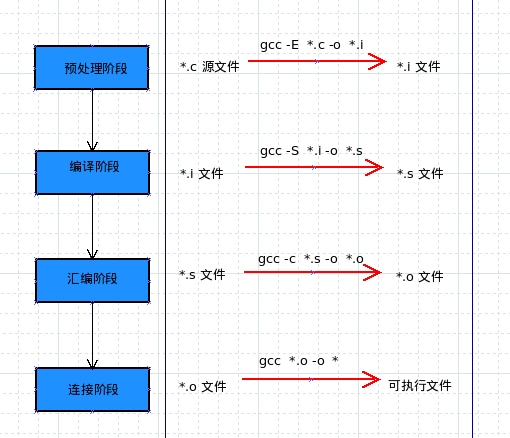 gcc -E *.c -o *.i
预处理阶段 *.c 源文件 *.i 文件
gcc -S *.i -o *.s
编译阶段 *.i 文件 *.s 文件
gcc -c *.s -o *.o
汇编阶段 *.s 文件 *.o 文件
gcc *.o -o *
连接阶段 *.o 文件 可执行文件